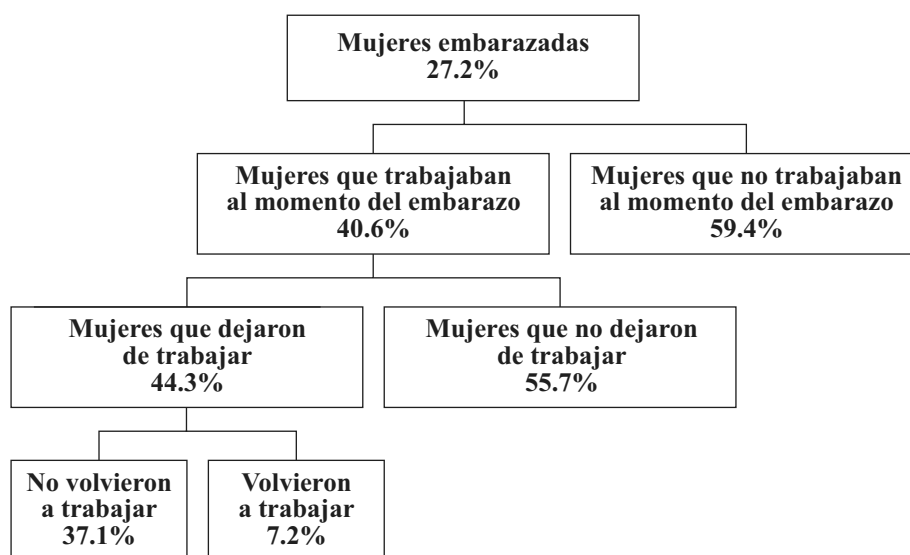 Mujeres embarazadas
27.2%
Mujeres que trabajaban
al momento del embarazo
40.6%
Mujeres que no trabajaban
al momento del embarazo
59.4%
Mujeres que dejaron
de trabajar
44.3%
Mujeres que no dejaron
de trabajar
55.7%
No volvieron
a trabajar
37.1%
Volvieron
a trabajar
7.2%